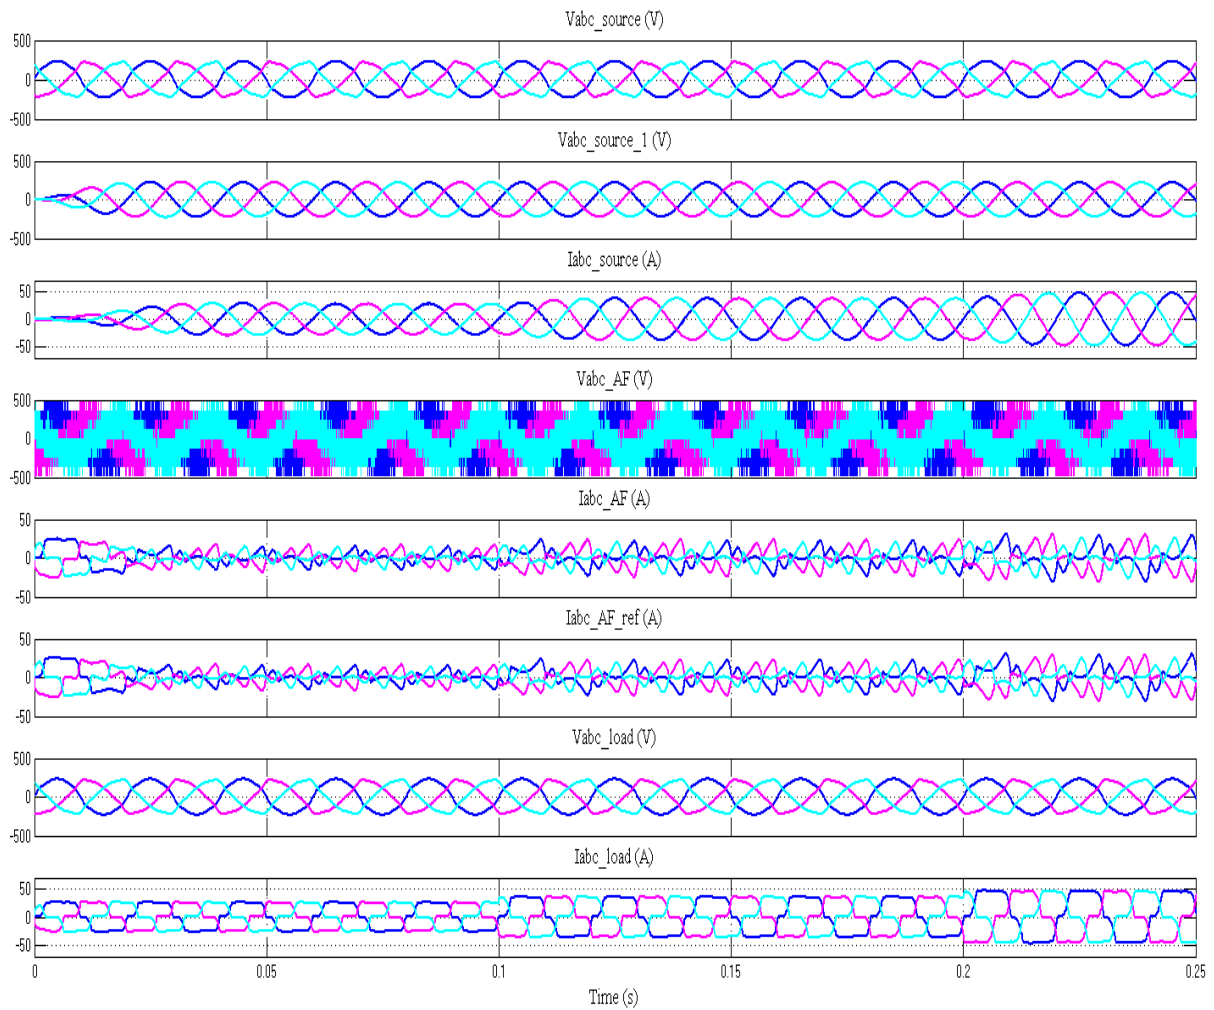 Vabc_source (V)
500
0
-500
Vabc_source_1 (V)
500
0
-500
Iabc_source (A)
50
0
-50
Vabc_AF (V)
500
0
-500
Iabc_AF (A)
50
0
-50
Iabc_AF_ref (A)
50
0
-50
Vabc_load (V)
500
0
-500
Iabc_load (A)
50
0
-50
0 0.05 0.1 0.15 0.2 0.25
Time (s)